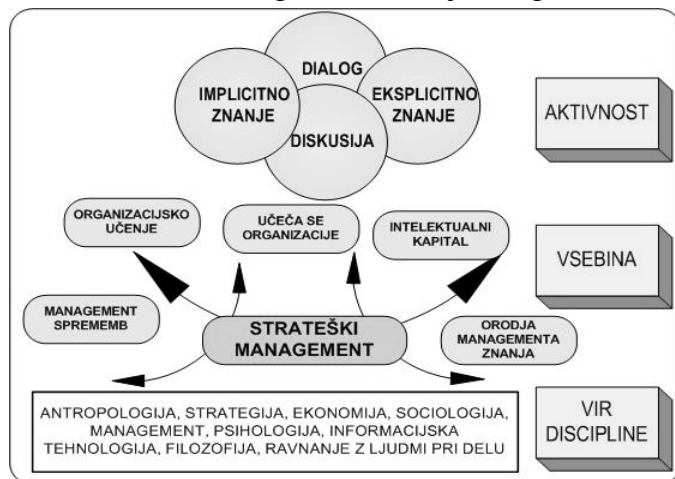 DIALOG
IMPLICITNO
ZNANJE
EKSPLICITNO
ZNANJE
DISKUSIJA
AKTIVNOST
ORGANIZACIJSKO
UČENJE
UČEČA SE
ORGANIZACIJE
INTELEKTUALNI
KAPITAL
VSEBINA
MANAGEMENT
SPREMEMB
STRATEŠKI
MANAGEMENT
ORODJA
MANAGEMENTA
ZNANJA
ANTROPOLOGIJA, STRATEGIJA, EKONOMIJA, SOCIOLOGIJA,
MANAGEMENT, PSIHOLOGIJA, INFORMACIJSKA
TEHNOLOGIJA, FILOZOFIJA, RAVNANJE Z LJUDMI PRI DELU
VIR
DISCIPLINE